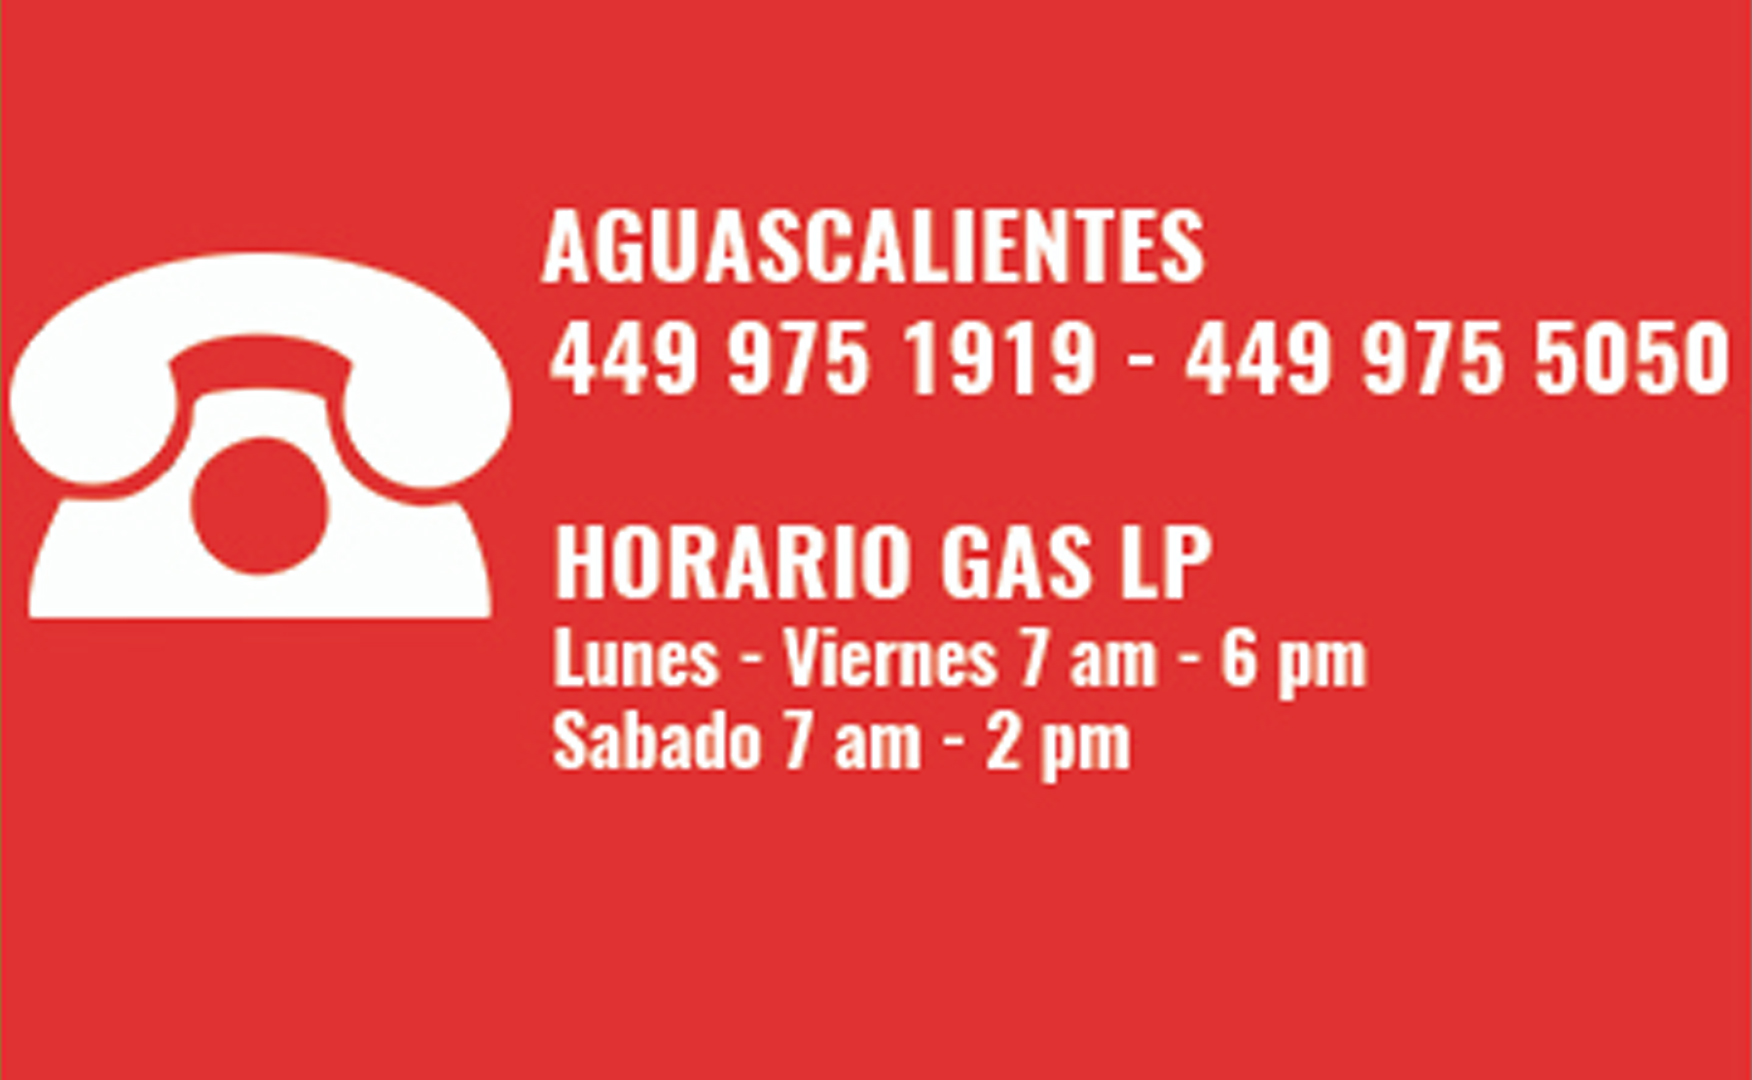 AGUASCALIENTES
449 975 1919 - 449 975 5050
HORARIO GAS LP
Lunes - Viernes 7 am - 6 pm
Sabado 7 am - 2 pm